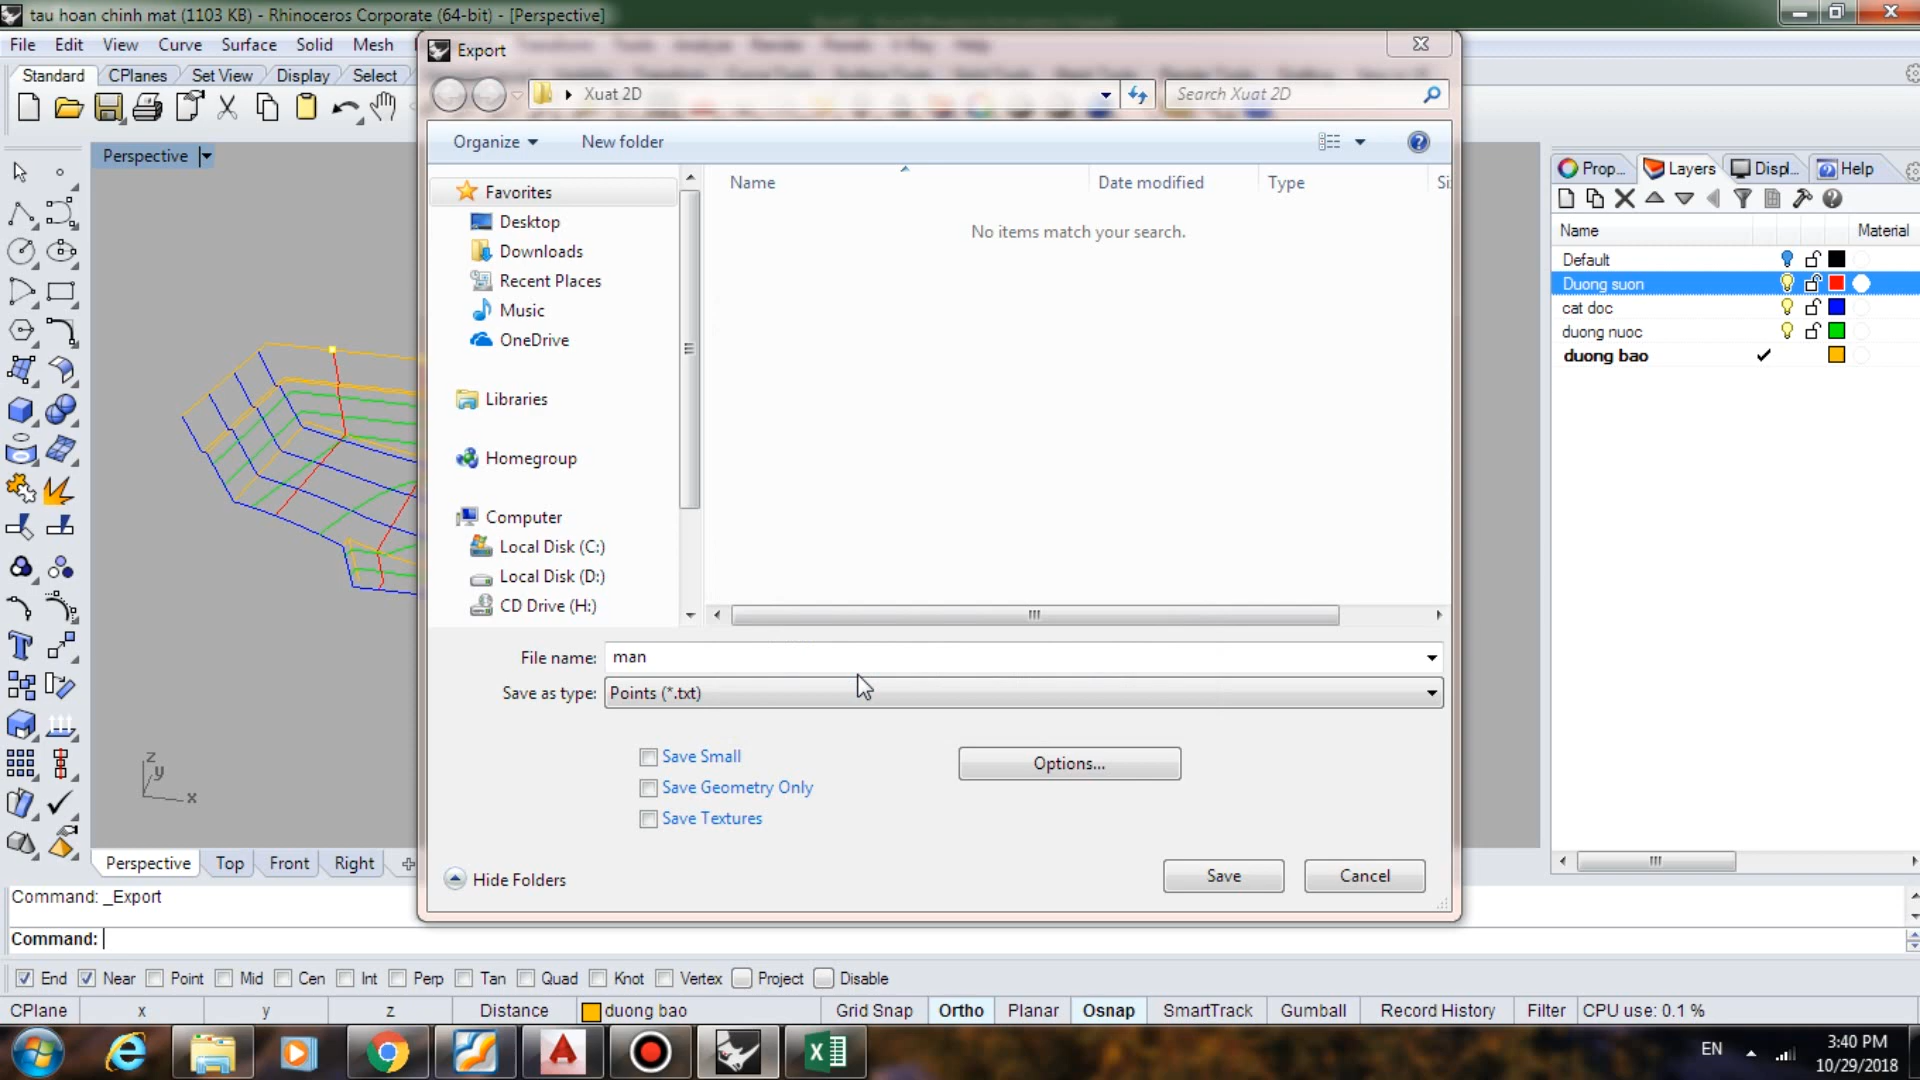 tau hoan chinh mat (1103 KB) - Rhinoceros Corporate (64-bit) - [Perspective]
File Edit View Curve Surface Solid Mesh
Export
Standard CPlanes Set View Display Select
Xuat 2D
Search Xuat 2D
Organize New folder
Perspective
Prop... Layers Displ... Help
Name Date modified Type Si
Favorites
Desktop
Downloads
Recent Places
Music
OneDrive
Libraries
Homegroup
Computer
Local Disk (C:)
Local Disk (D:)
CD Drive (H:)
No items match your search.
Name Material
Default
Duong suon
cat doc
duong nuoc
duong bao
File name: man
Save as type: Points (*.txt)
Save Small
Save Geometry Only
Save Textures
Options...
Hide Folders
Save Cancel
z
y
x
Perspective Top Front Right
Command: _Export
Command:
End Near Point Mid Cen Int Perp Tan Quad Knot Vertex Project Disable
CPlane x y z Distance duong bao Grid Snap Ortho Planar Osnap SmartTrack Gumball Record History Filter CPU use: 0.1 %
EN
3:40 PM
10/29/2018